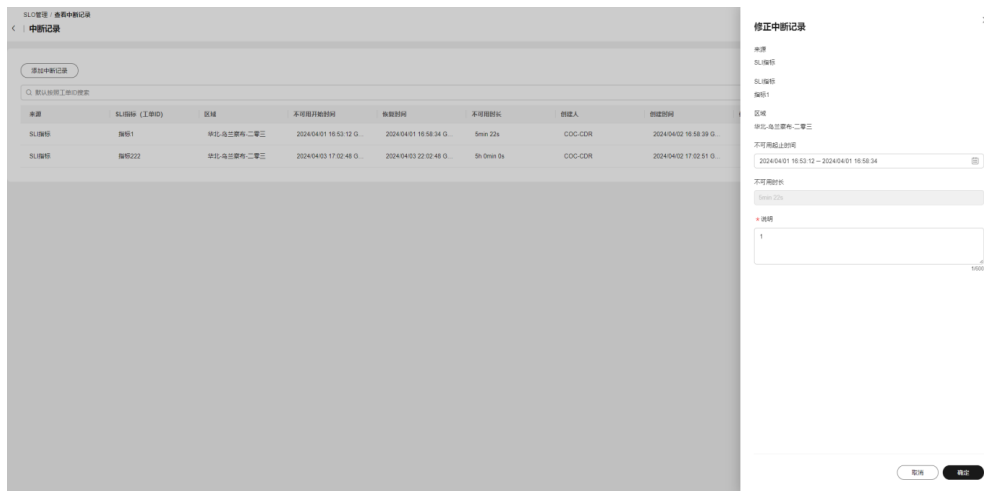 SLO管理 / 查看中断记录
< | 中断记录
添加中断记录
默认按照工单ID搜索
来源 SLI指标 (工单ID) 区域 不可用开始时间 恢复时间 不可用时长 创建人 创建时间
SLI指标 指标1 华北-乌兰察布-二零三 2024/04/01 16:53:12 G... 2024/04/01 16:58:34 G... 5min 22s COC-CDR 2024/04/02 16:58:39 G...
SLI指标 指标222 华北-乌兰察布-二零三 2024/04/03 17:02:48 G... 2024/04/03 22:02:48 G... 5h 0min 0s COC-CDR 2024/04/02 17:02:51 G...
修正中断记录
来源
SLI指标
SLI指标
指标1
区域
华北-乌兰察布-二零三
不可用起止时间
2024/04/01 16:53:12 – 2024/04/01 16:58:34
不可用时长
5min 22s
* 说明
1
取消 确定